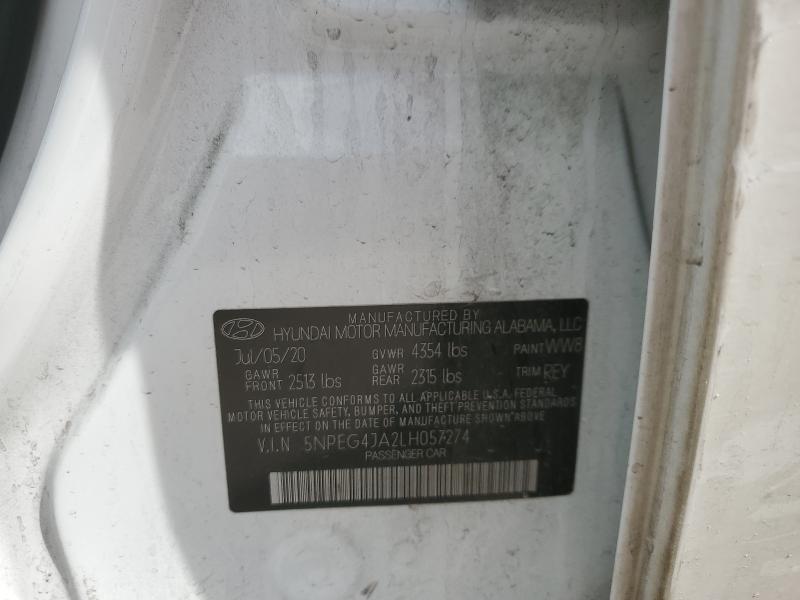 MANUFACTURED BY
HYUNDAI MOTOR MANUFACTURING ALABAMA, LLC
Jul/05/20 GVWR 4354 lbs PAINT WW8
GAWR FRONT 2513 lbs GAWR REAR 2315 lbs TRIM REY
THIS VEHICLE CONFORMS TO ALL APPLICABLE U.S.A. FEDERAL
MOTOR VEHICLE SAFETY, BUMPER, AND THEFT PREVENTION STANDARDS
IN EFFECT ON THE DATE OF MANUFACTURE SHOWN ABOVE.
V.I.N 5NPEG4JA2LH057274
PASSENGER CAR